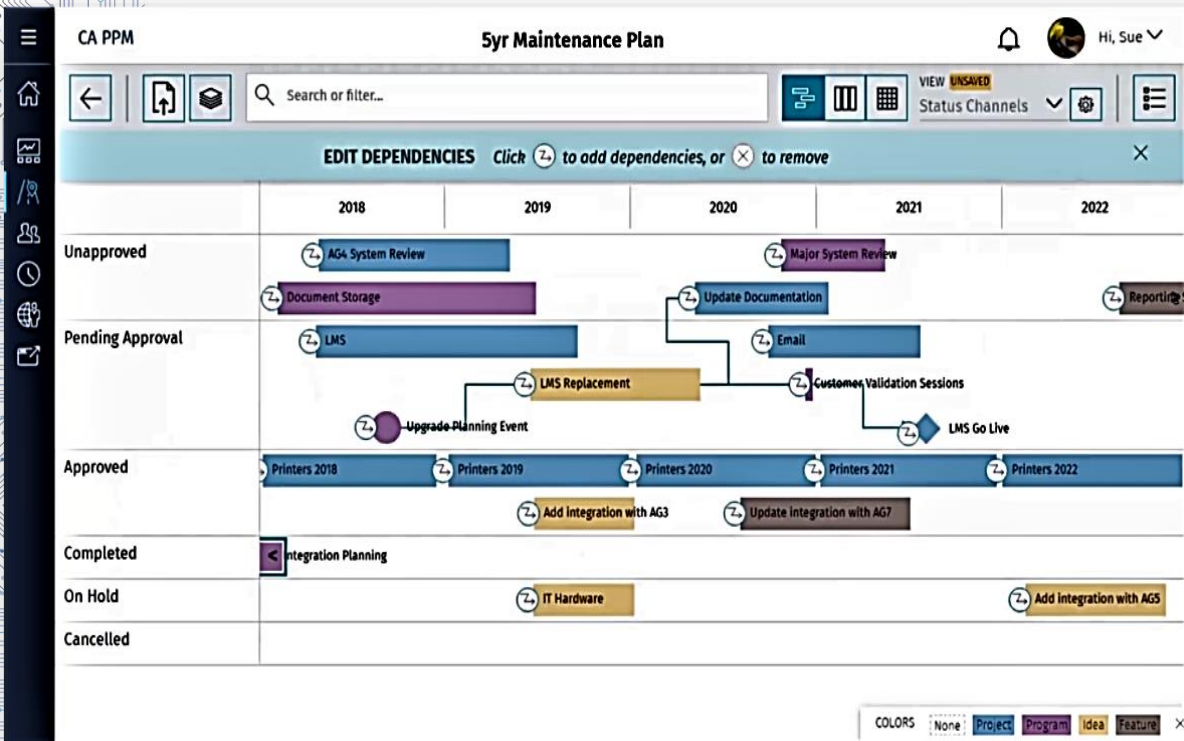 CA PPM
5yr Maintenance Plan
Hi, Sue
Search or filter...
VIEW UNSAVED
Status Channels
EDIT DEPENDENCIES Click to add dependencies, or to remove
2018 2019 2020 2021 2022
Unapproved
AG4 System Review
Major System Review
Document Storage
Update Documentation
Reporting
Pending Approval
LMS
Email
LMS Replacement
Customer Validation Sessions
Upgrade Planning Event
LMS Go Live
Approved
Printers 2018
Printers 2019
Printers 2020
Printers 2021
Printers 2022
Add integration with AG3
Update integration with AG7
Completed
ntegration Planning
On Hold
IT Hardware
Add integration with AG5
Cancelled
COLORS None Project Program Idea Feature